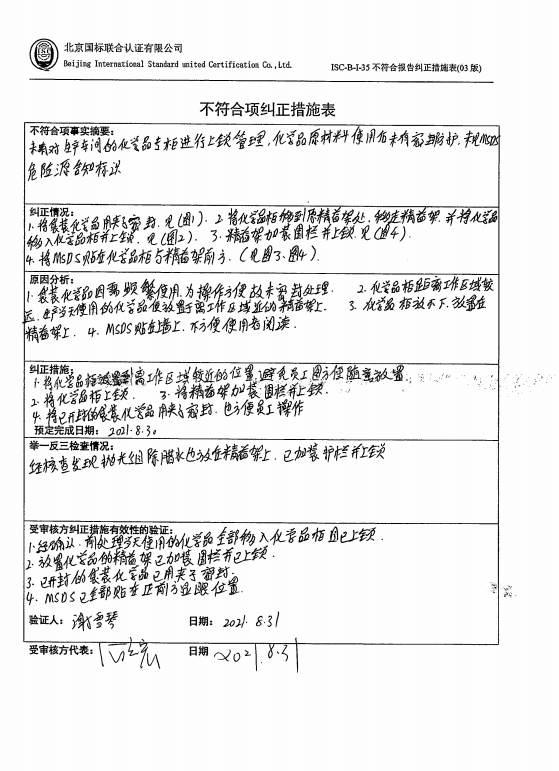 北京国标联合认证有限公司
Beijing International Standard united Certification Co.,Ltd.
ISC-B-I-35 不符合报告纠正措施表(03 版)
不符合项纠正措施表
不符合项事实摘要:
未对生产车间的化学品专柜进行上锁管理,化学品原材料使用后未有密封防护,未见MSDS
危险源告知标识
纠正情况:
1. 将袋装化学品用夹子密封.见(图1). 2. 将化学品柜移到原精益架处,移走精益架.并将化学品
移入化学品柜并上锁.见(图2). 3. 精益架加装围栏并上锁.见(图4).
4. 将MSDS贴在化学品柜与精益架前方.(见图3.图4).
原因分析:
1. 袋装化学品因需频繁使用.为操作方便故未密封处理. 2. 化学品柜距离工作区域较
远.生产当天使用的化学品便放置于离工作区域近的精益架上. 3. 化学品柜放不下.放置在
精益架上. 4. MSDS贴在墙上.不方便使用者阅读.
纠正措施:
1. 将化学品柜放置到离工作区域较近的位置.避免员工图方便随意放置
2. 将化学品柜上锁. 3. 将精益架加装围栏并上锁.
4. 将已开封的袋装化学品用夹子密封.也方便员工操作
预定完成日期: 2021.8.30
举一反三检查情况:
经核查发现抛光组除腊水也放在精益架上.已加装护栏并上锁
受审核方纠正措施有效性的验证:
1. 经确认.前处理当天使用的化学品全部移入化学品柜且已上锁.
2. 放置化学品的精益架已加装围栏并已上锁.
3. 已开封的袋装化学品已用夹子密封.
4. MSDS已全部贴在正前方显眼位置.
验证人: 谢雪琴 日期: 2021. 8.31
受审核方代表: 日期 2021.8.31